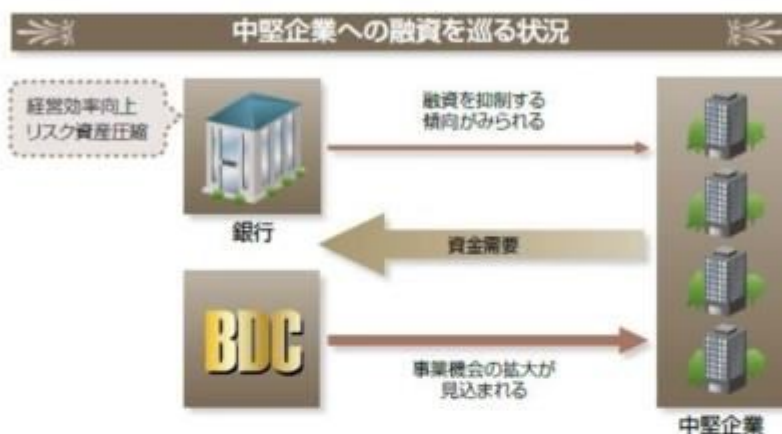 中堅企業への融資を巡る状況
経営効率向上
リスク資産圧縮
融資を抑制する
傾向がみられる
銀行
資金需要
BDC
事業機会の拡大が
見込まれる
中堅企業